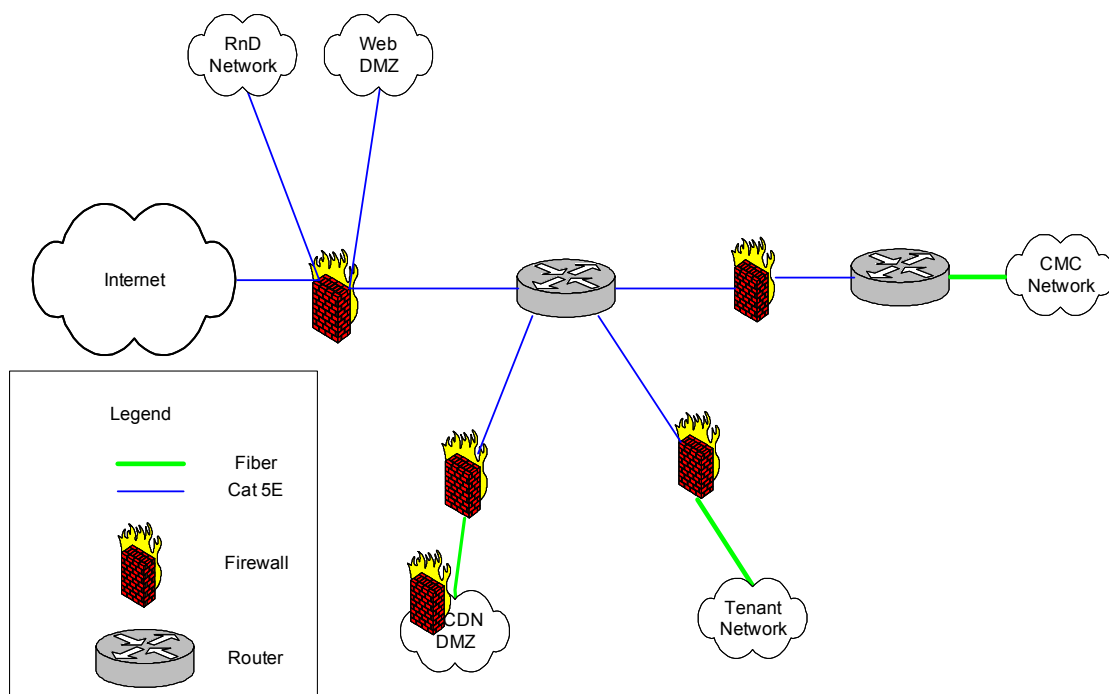 RnD
Network
Web
DMZ
Internet
CMC
Network
Legend
Fiber
Cat 5E
Firewall
Router
CDN
DMZ
Tenant
Network